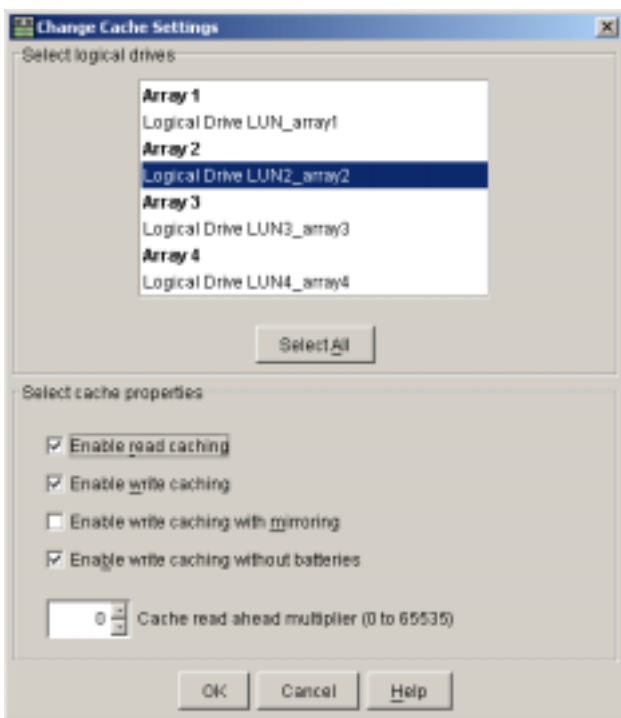 Change Cache Settings
Select logical drives
Array 1
Logical Drive LUN_array1
Array 2
Logical Drive LUN2_array2
Array 3
Logical Drive LUN3_array3
Array 4
Logical Drive LUN4_array4
Select All
Select cache properties
Enable read caching
Enable write caching
Enable write caching with mirroring
Enable write caching without batteries
0 Cache read ahead multiplier (0 to 65535)
OK Cancel Help